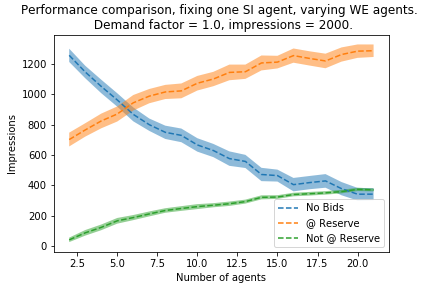 Performance comparison, fixing one SI agent, varying WE agents.
Demand factor = 1.0, impressions = 2000.
Impressions
1200
1000
800
600
400
200
0
No Bids
@ Reserve
Not @ Reserve
2.5 5.0 7.5 10.0 12.5 15.0 17.5 20.0
Number of agents